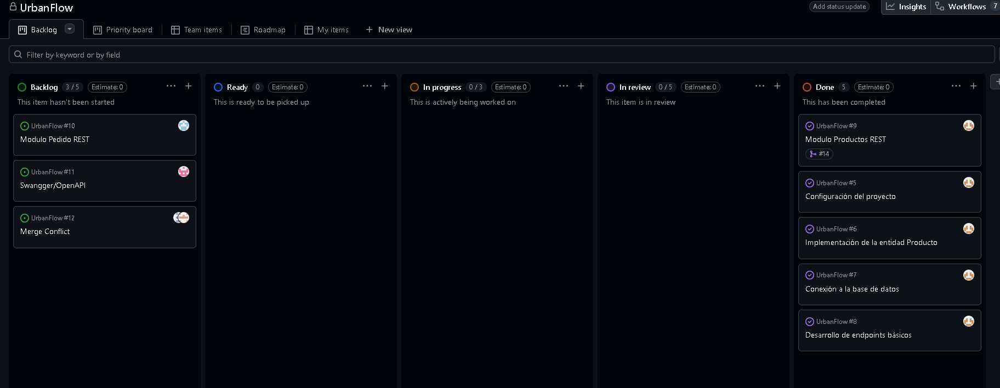 UrbanFlow
Add status update
Insights
Workflows 7
Backlog
Priority board
Team items
Roadmap
My items
New view
Filter by keyword or by field
Backlog 3 / 5 Estimate: 0
This item hasn't been started
UrbanFlow #10
Modulo Pedido REST
UrbanFlow #11
Swangger/OpenAPI
UrbanFlow #12
Merge Conflict
Ready 0 Estimate: 0
This is ready to be picked up
In progress 0 / 3 Estimate: 0
This is actively being worked on
In review 0 / 5 Estimate: 0
This item is in review
Done 5 Estimate: 0
This has been completed
UrbanFlow #9
Modulo Productos REST
#14
UrbanFlow #5
Configuración del proyecto
UrbanFlow #6
Implementación de la entidad Producto
UrbanFlow #7
Conexión a la base de datos
UrbanFlow #8
Desarrollo de endpoints básicos